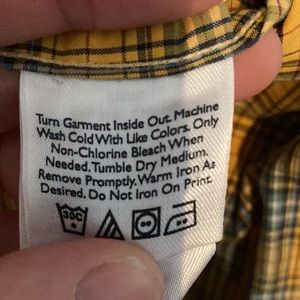 Turn Garment Inside Out. Machine
Wash Cold With Like Colors. Only
Non-Chlorine Bleach When
Needed. Tumble Dry Medium.
Remove Promptly. Warm Iron As
Desired. Do Not Iron On Print.
30C